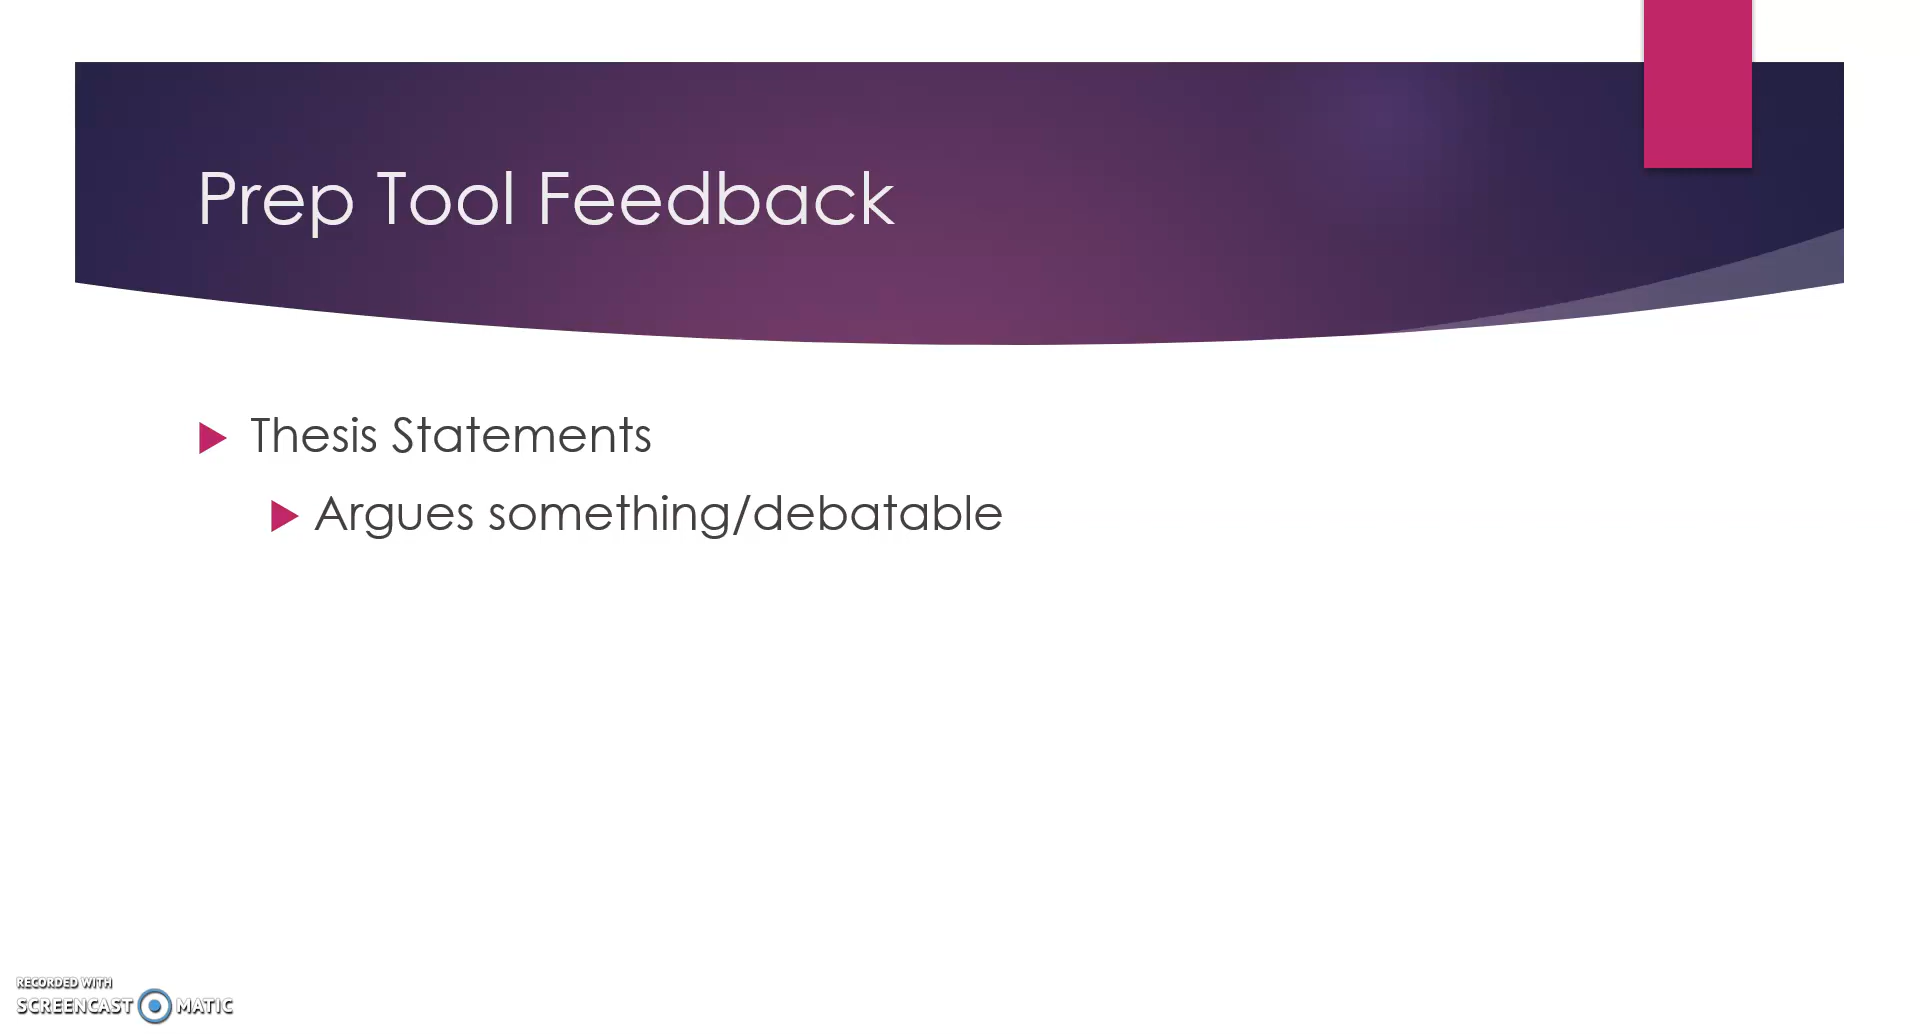 Prep Tool Feedback
Thesis Statements
Argues something/debatable
RECORDED WITH
SCREENCAST MATIC